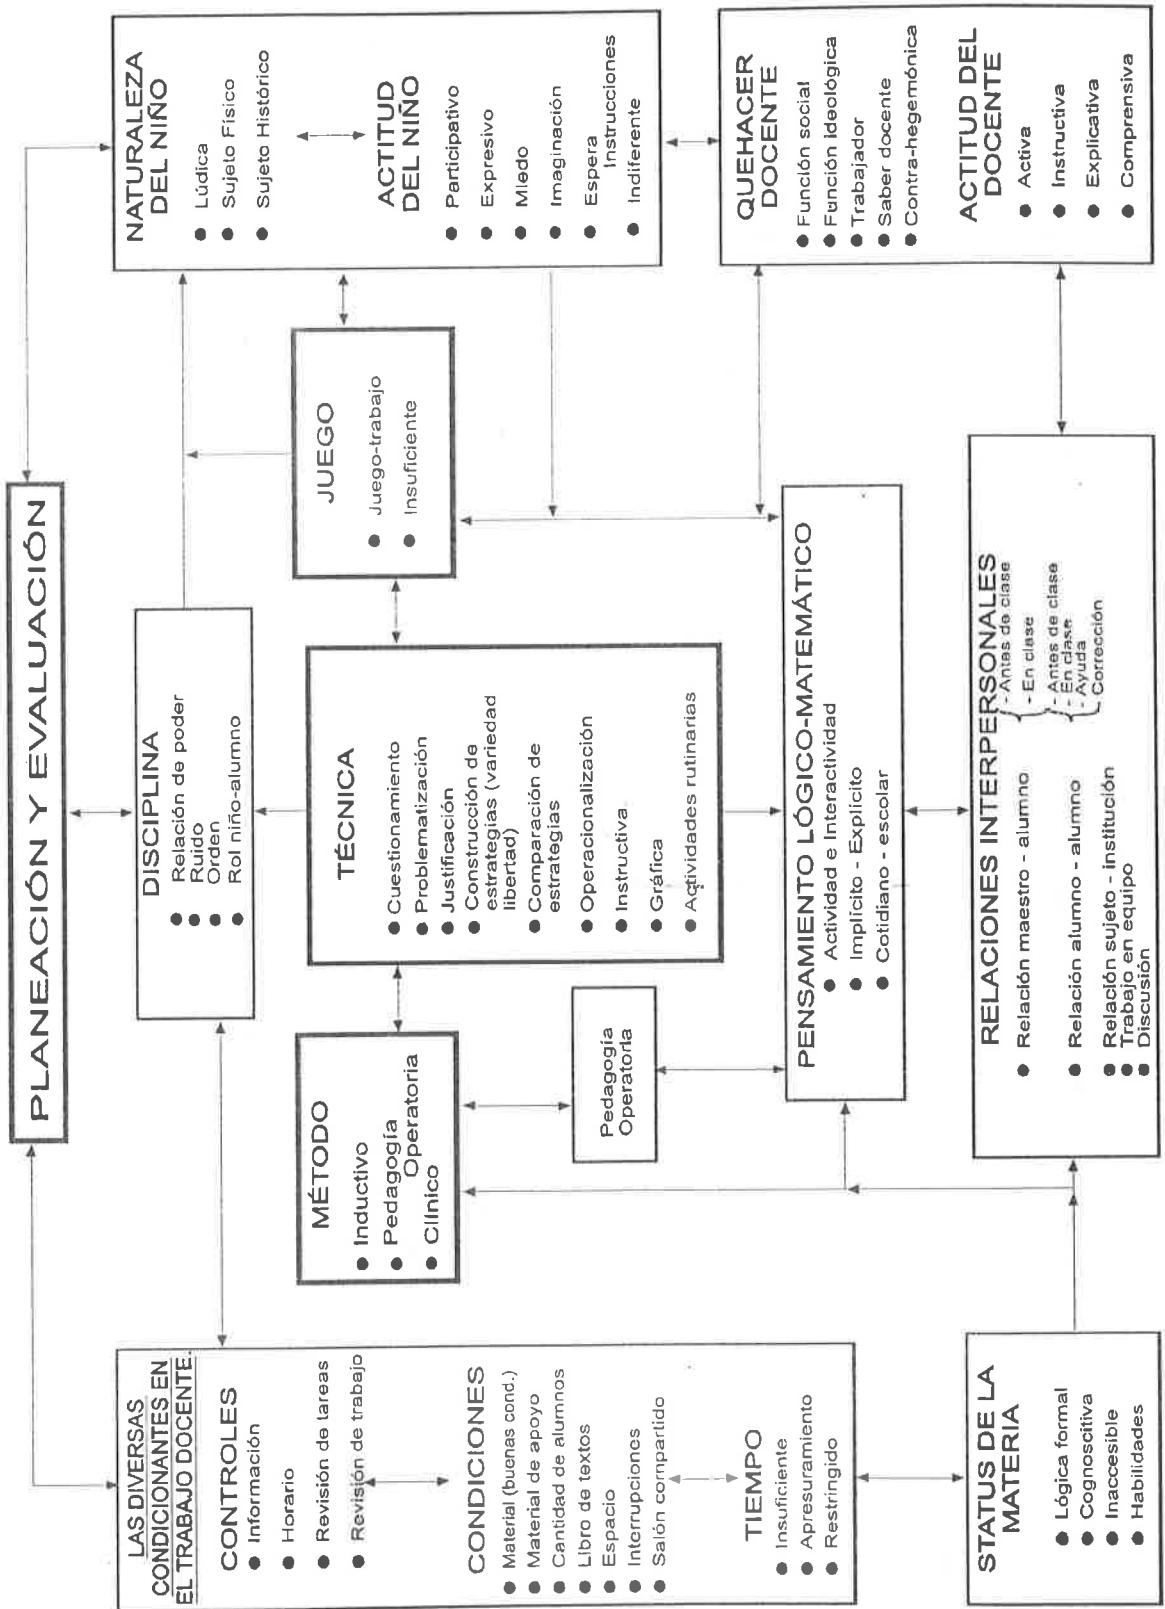 PLANEACIÓN Y EVALUACIÓN
LAS DIVERSAS
CONDICIONANTES EN
EL TRABAJO DOCENTE.
CONTROLES
● Información
● Horario
● Revisión de tareas
● Revisión de trabajo
CONDICIONES
● Material (buenas cond.)
● Material de apoyo
● Cantidad de alumnos
● Libro de textos
● Espacio
● Interrupciones
● Salón compartido
TIEMPO
● Insuficiente
● Apresuramiento
● Restringido
STATUS DE LA
MATERIA
● Lógica formal
● Cognoscitiva
● Inaccesible
● Habilidades
DISCIPLINA
● Relación de poder
● Ruido
● Orden
● Rol niño-alumno
MÉTODO
● Inductivo
● Pedagogía
Operatoria
● Clínico
Pedagogía
Operatoria
TÉCNICA
● Cuestionamiento
● Problematización
● Justificación
● Construcción de
estrategias (variedad
libertad)
● Comparación de
estrategias
● Operacionalización
● Instructiva
● Gráfica
● Actividades rutinarias
JUEGO
● Juego-trabajo
● Insuficiente
PENSAMIENTO LÓGICO-MATEMÁTICO
● Actividad e Interactividad
● Implícito - Explícito
● Cotidiano - escolar
RELACIONES INTERPERSONALES
● Relación maestro - alumno
- Antes de clase
- En clase
● Relación alumno - alumno
- Antes de clase
- En clase
- Ayuda
- Corrección
● Relación sujeto - institución
● Trabajo en equipo
● Discusión
NATURALEZA
DEL NIÑO
● Lúdica
● Sujeto Físico
● Sujeto Histórico
ACTITUD
DEL NIÑO
● Participativo
● Expresivo
● Miedo
● Imaginación
● Espera
Instrucciones
● Indiferente
QUEHACER
DOCENTE
● Función social
● Función ideológica
● Trabajador
● Saber docente
● Contra-hegemónica
ACTITUD DEL
DOCENTE
● Activa
● Instructiva
● Explicativa
● Comprensiva